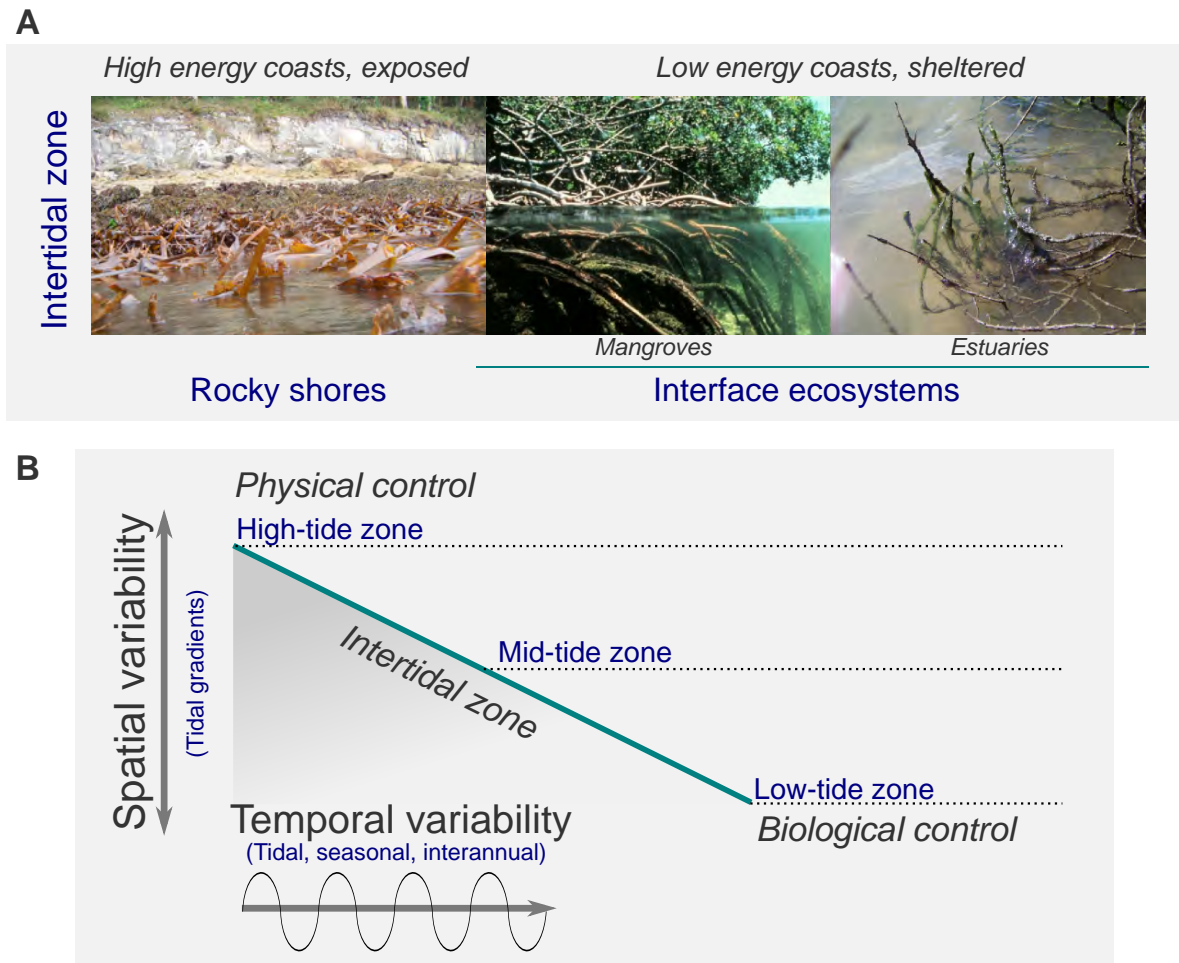 A
High energy coasts, exposed
Low energy coasts, sheltered
Intertidal zone
Mangroves
Estuaries
Rocky shores
Interface ecosystems
B
Physical control
High-tide zone
Spatial variability
(Tidal gradients)
Mid-tide zone
Intertidal zone
Low-tide zone
Biological control
Temporal variability
(Tidal, seasonal, interannual)